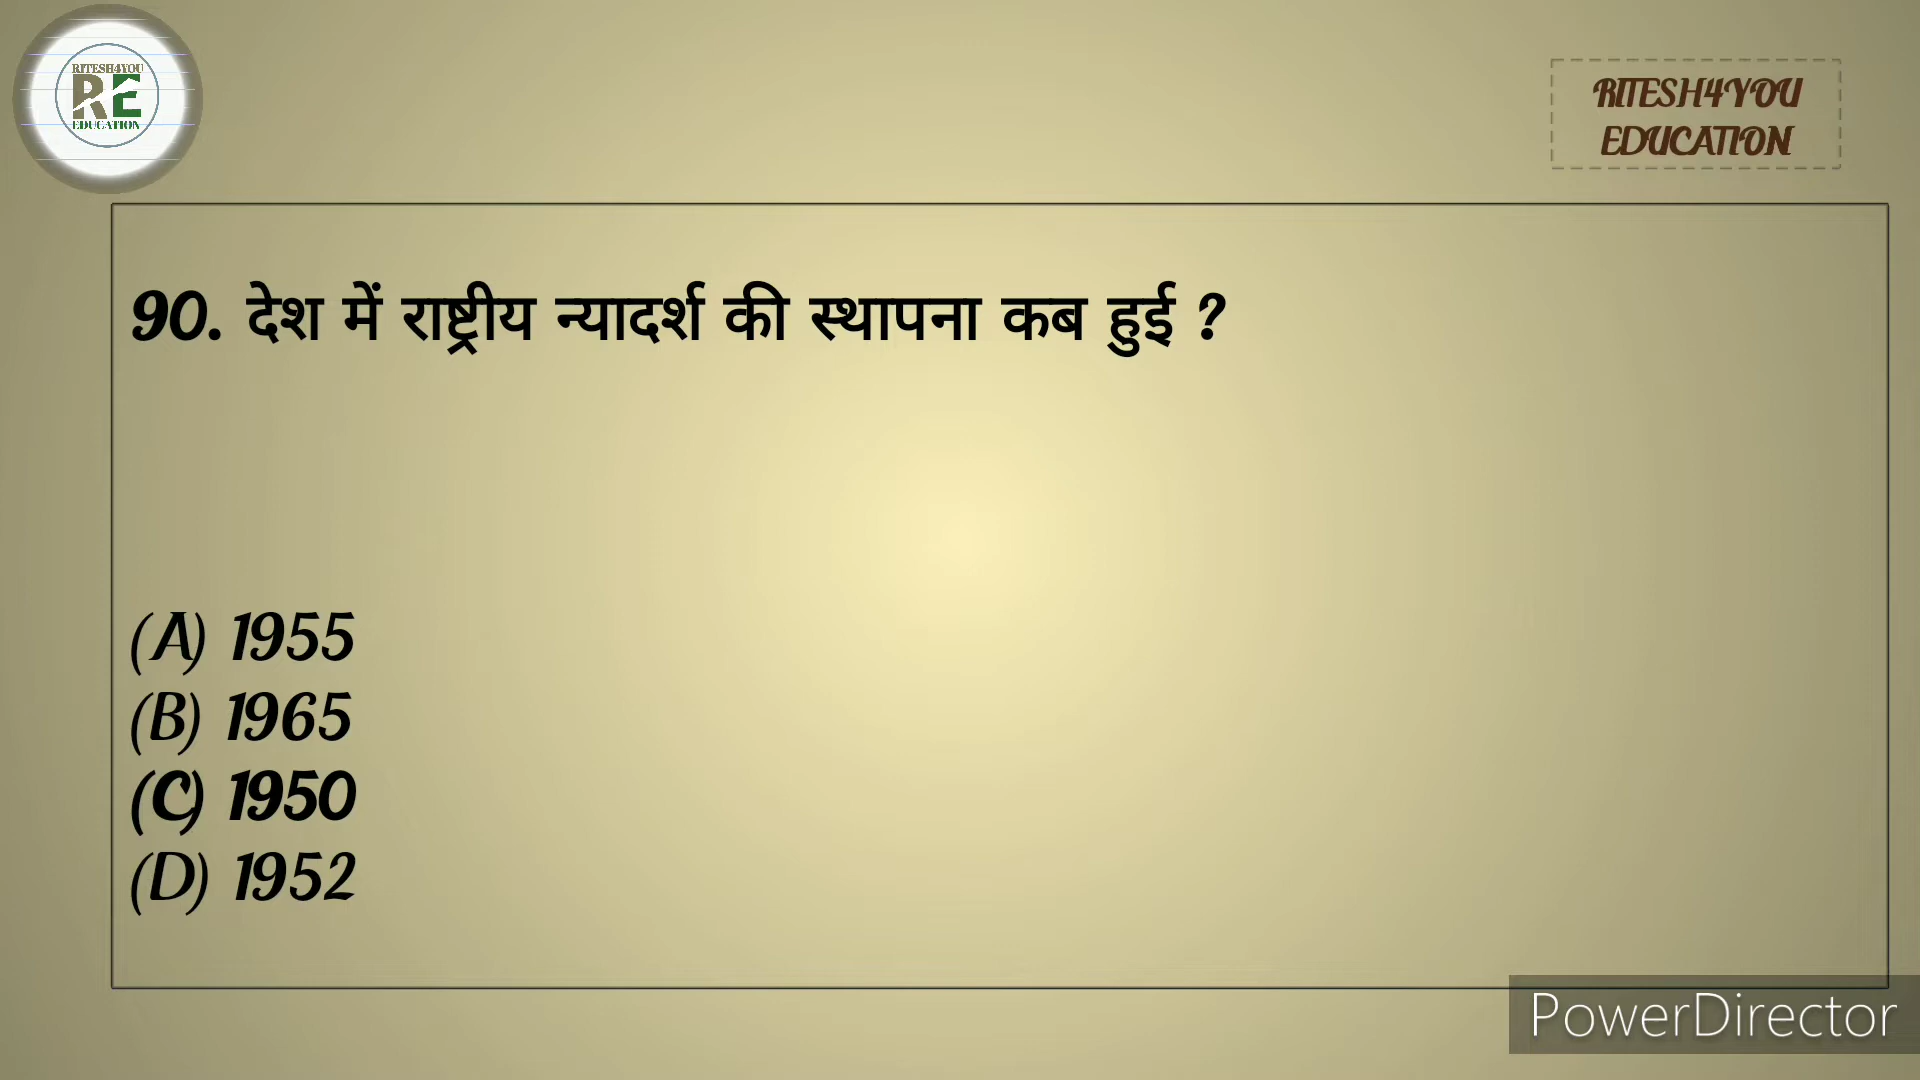 RITESH4YOU
RE
EDUCATION
RITESH4YOU
EDUCATION
90. देश में राष्ट्रीय न्यादर्श की स्थापना कब हुई ?
(A) 1955
(B) 1965
(C) 1950
(D) 1952
PowerDirector